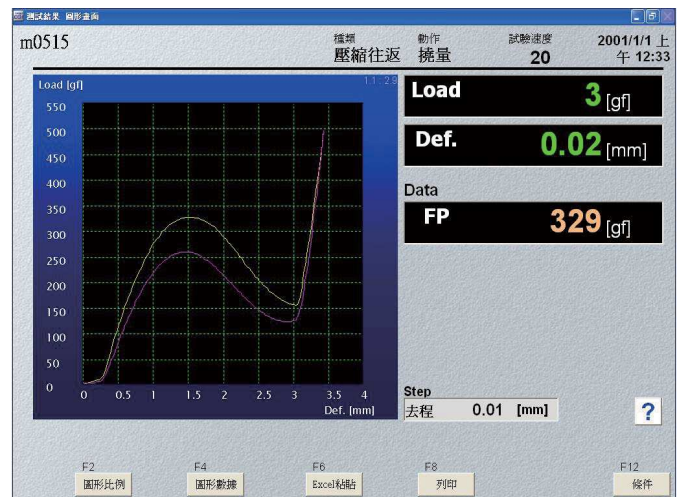 測試結果 圖形畫面
m0515
種類
壓縮往返
動作
撓量
試驗速度
20
2001/1/1 上
午 12:33
Load [gf]
1.1 : 2.9
550
500
450
400
350
300
250
200
150
100
50
0
0 0.5 1 1.5 2 2.5 3 3.5 4
Def. [mm]
Load 3 [gf]
Def. 0.02 [mm]
Data
FP 329 [gf]
Step
去程 0.01 [mm]
?
F2
圖形比例
F4
圖形數據
F6
Excel粘貼
F8
列印
F12
條件